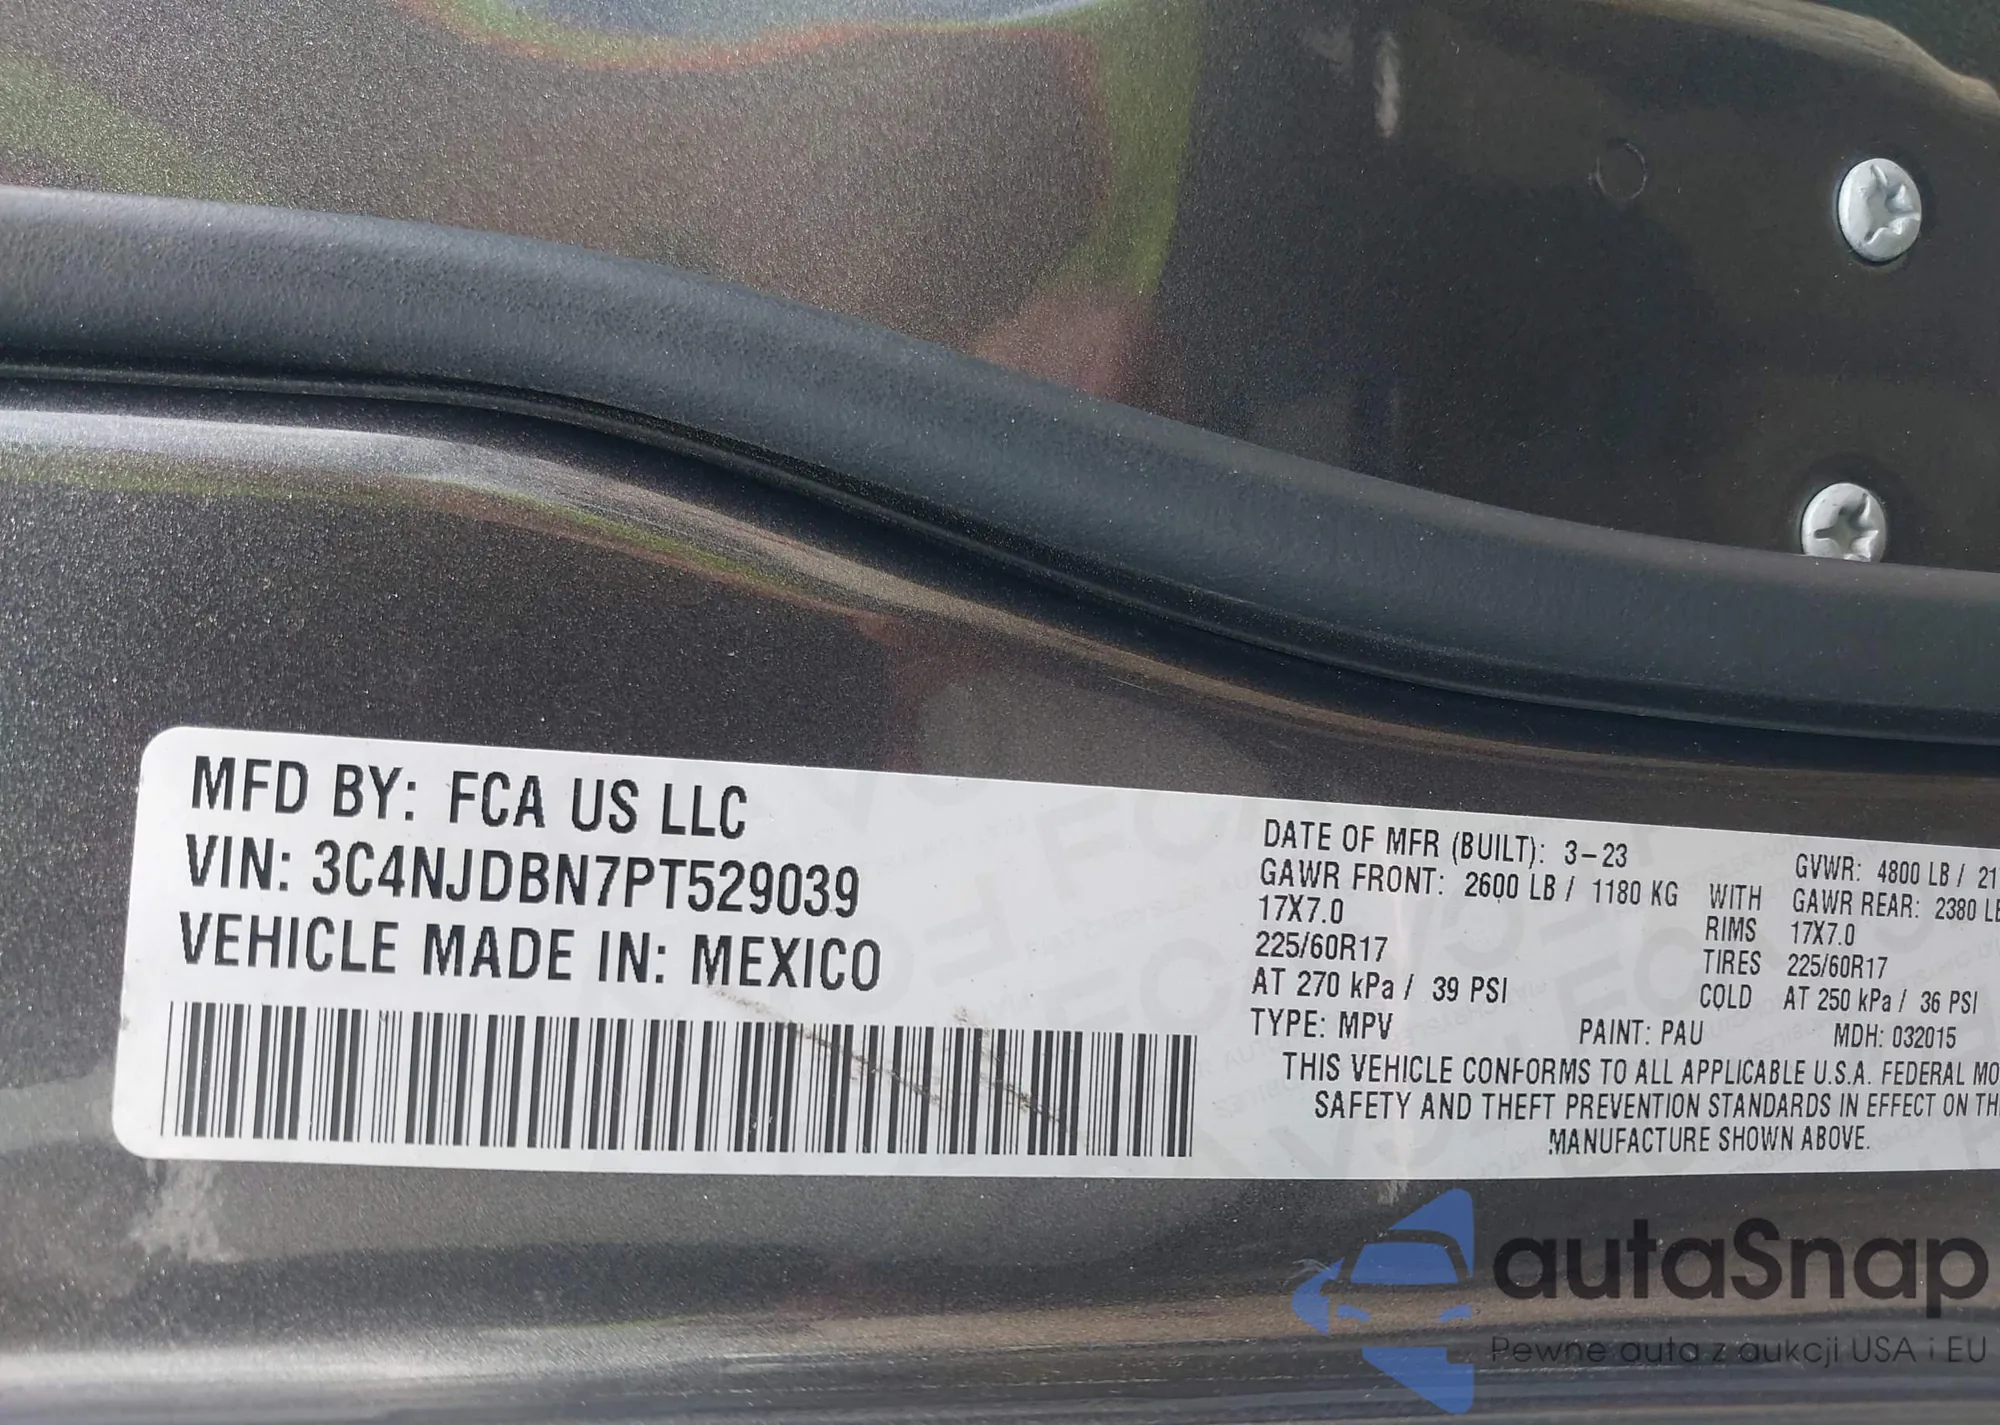 MFD BY: FCA US LLC
VIN: 3C4NJDBN7PT529039
VEHICLE MADE IN: MEXICO
DATE OF MFR (BUILT): 3-23
GVWR: 4800 LB / 21
GAWR FRONT: 2600 LB / 1180 KG WITH GAWR REAR: 2380 LB
17X7.0 RIMS 17X7.0
225/60R17 TIRES 225/60R17
AT 270 kPa / 39 PSI COLD AT 250 kPa / 36 PSI
TYPE: MPV PAINT: PAU MDH: 032015
THIS VEHICLE CONFORMS TO ALL APPLICABLE U.S.A. FEDERAL MO
SAFETY AND THEFT PREVENTION STANDARDS IN EFFECT ON TH
MANUFACTURE SHOWN ABOVE.
autaSnap
Pewne auta z aukcji USA i EU